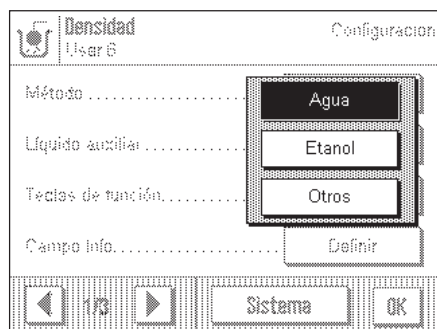 Densidad
User 6
Configuracion
Método ....................
Agua
Líquido auxiliar ..............
Etanol
Teclas de función............
Otros
Campo Info.....................
Definir
1/3
Sistema
OK